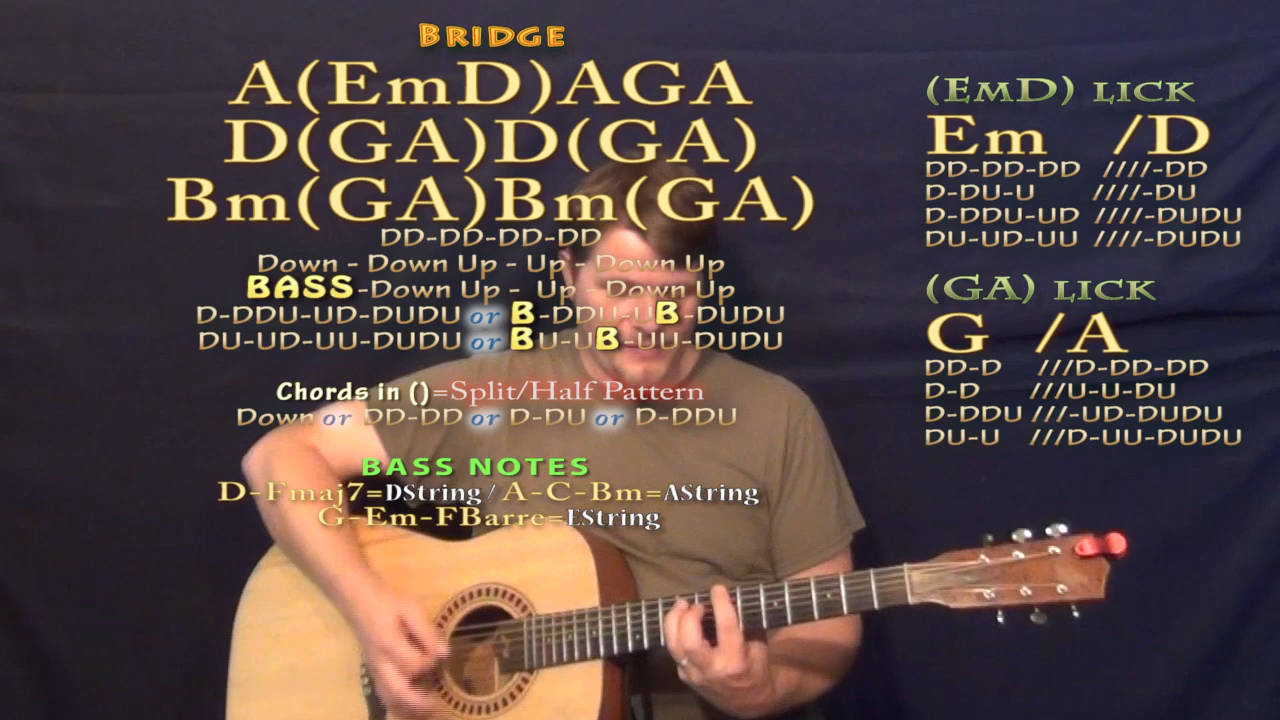 BRIDGE
A(EmD)AGA
D(GA)D(GA)
Bm(GA)Bm(GA)
DD-DD-DD-DD
Down - Down Up - Up - Down Up
BASS-Down Up - Up - Down Up
D-DDU-UD-DUDU or B-DDU-UB-DUDU
DU-UD-UU-DUDU or BU-UB-UU-DUDU
Chords in ()=Split/Half Pattern
Down or DD-DD or D-DU or D-DDU
BASS NOTES
D-Fmaj7=DString / A-C-Bm=AString
G-Em-FBarre=EString
(EMD) LICK
Em /D
DD-DD-DD ////-DD
D-DU-U ////-DU
D-DDU-UD ////-DUDU
DU-UD-UU ////-DUDU
(GA) LICK
G /A
DD-D ///D-DD-DD
D-D ///U-U-DU
D-DDU ///-UD-DUDU
DU-U ///D-UU-DUDU